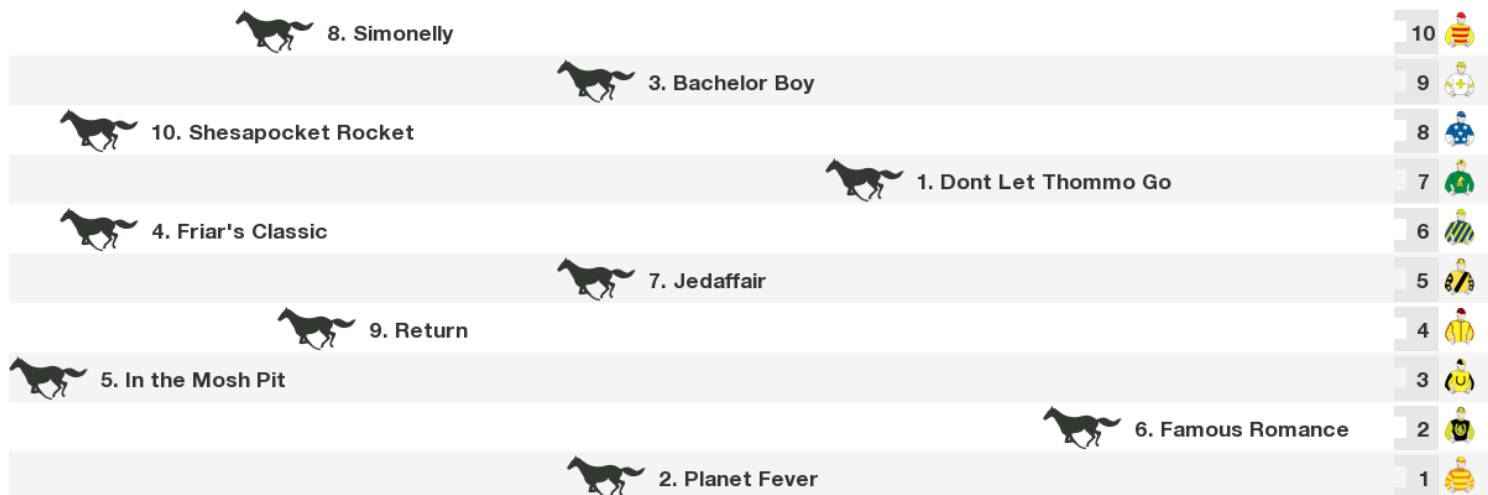 8. Simonelly 10
3. Bachelor Boy 9
10. Shesapocket Rocket 8
1. Dont Let Thommo Go 7
4. Friar's Classic 6
7. Jedaffair 5
9. Return 4
5. In the Mosh Pit 3
6. Famous Romance 2
2. Planet Fever 1